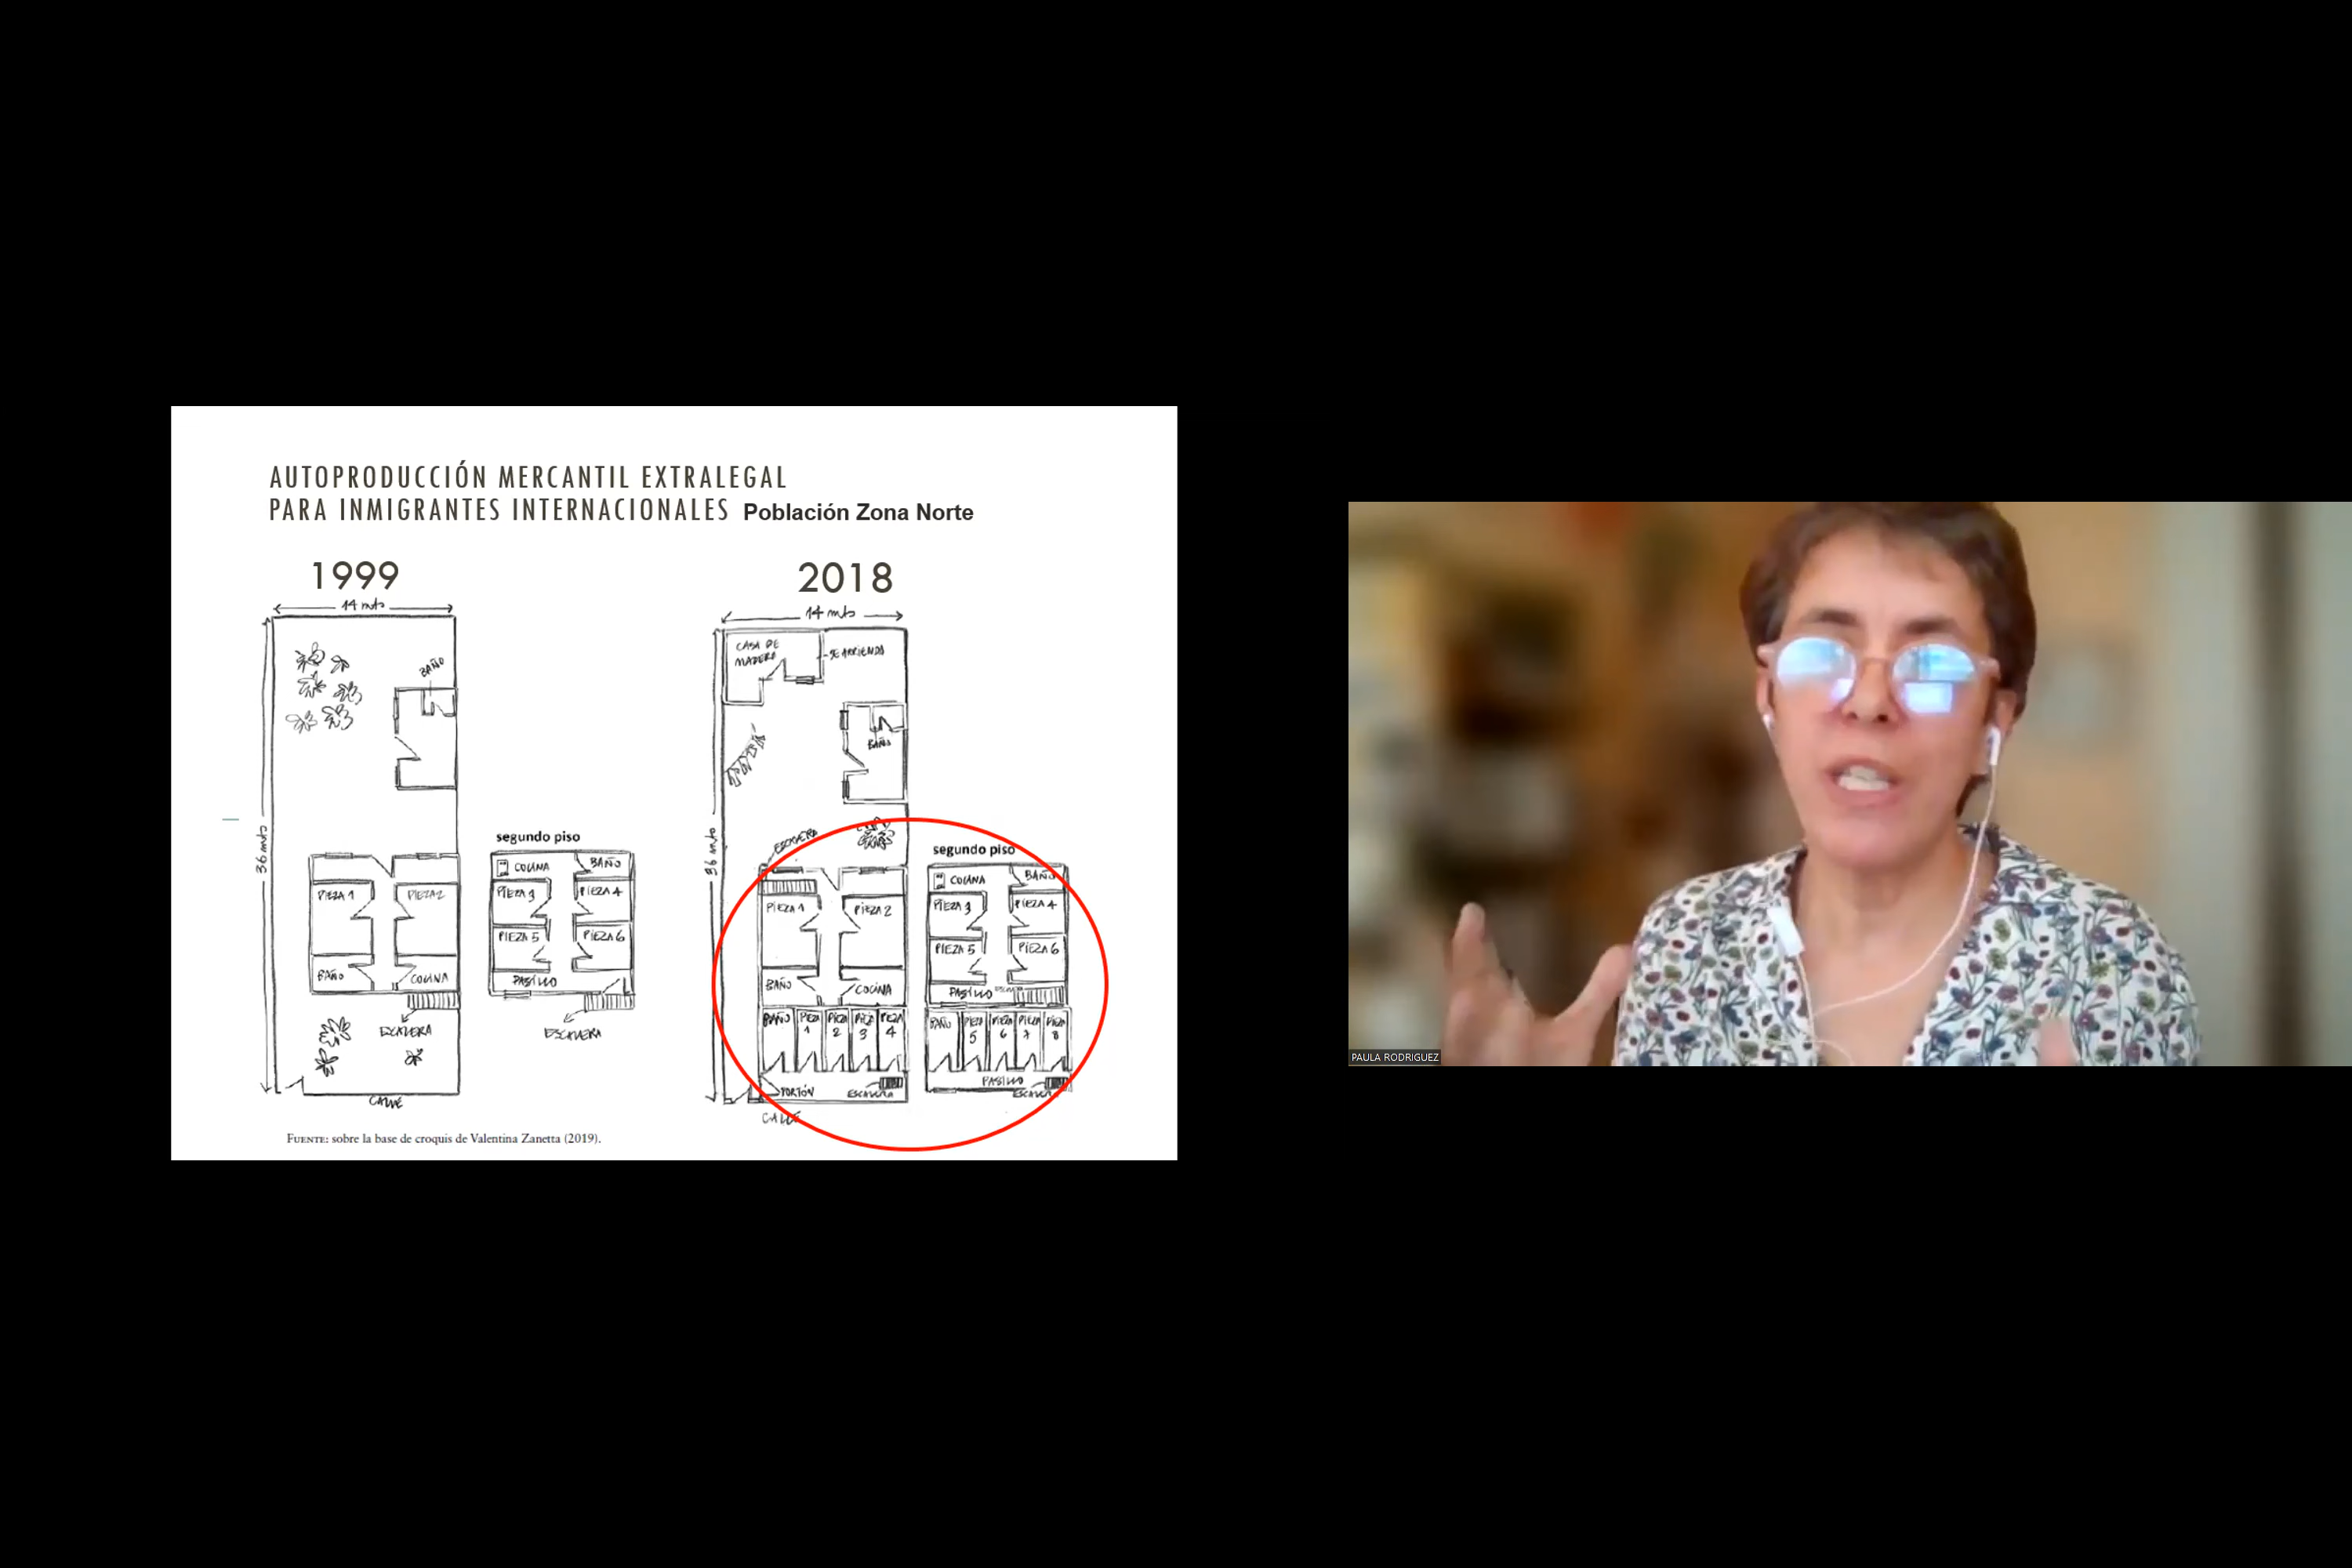 AUTOPRODUCCIÓN MERCANTIL EXTRALEGAL
PARA INMIGRANTES INTERNACIONALES Población Zona Norte
1999
14 mts
BAÑO
36 mts
PIEZA 1
PIEZA 2
BAÑO
COCINA
ESCALERA
CALLE
segundo piso
COCINA
BAÑO
PIEZA 3
PIEZA 4
PIEZA 5
PIEZA 6
PASILLO
ESCALERA
2018
14 mts
CASA DE
MADERA
SE ARRIENDA
BAÑO
36 mts
ESCALERA
PIEZA 1
PIEZA 2
BAÑO
COCINA
BAÑO
PIEZA
1
PIEZA
2
PIEZA
3
PIEZA
4
PORTÓN
ESCALERA
CALLE
segundo piso
COCINA
BAÑO
PIEZA 3
PIEZA 4
PIEZA 5
PIEZA 6
PASILLO
BAÑO
PIEZA
5
PIEZA
6
PIEZA
7
PIEZA
8
PASILLO
ESCALERA
FUENTE: sobre la base de croquis de Valentina Zanetta (2019).
PAULA RODRIGUEZ